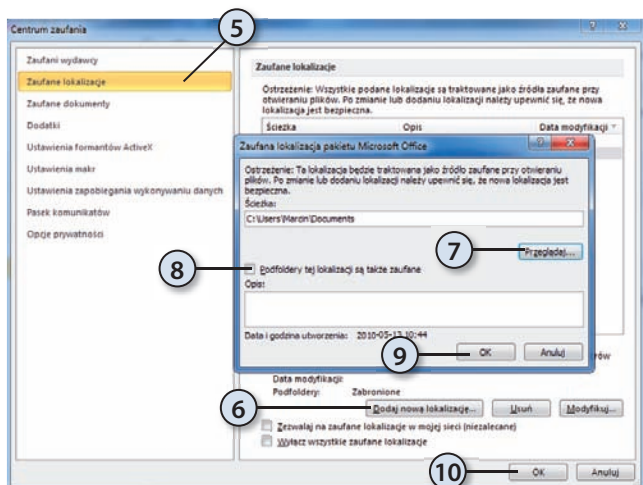 Centrum zaufania
5
Zaufani wydawcy
Zaufane lokalizacje
Zaufane dokumenty
Dodatki
Ustawienia formantów ActiveX
Ustawienia makr
Ustawienia zapobiegania wykonywaniu danych
Pasek komunikatów
Opcje prywatności
Zaufane lokalizacje
Ostrzeżenie: Wszystkie podane lokalizacje są traktowane jako źródła zaufane przy
otwieraniu plików. Po zmianie lub dodaniu lokalizacji należy upewnić się, że nowa
lokalizacja jest bezpieczna.
Ścieżka Opis Data modyfikacji
Zaufana lokalizacja pakietu Microsoft Office
Ostrzeżenie: Ta lokalizacja będzie traktowana jako źródło zaufane przy otwieraniu
plików. Po zmianie lub dodaniu lokalizacji należy upewnić się, że nowa lokalizacja jest
bezpieczna.
Ścieżka:
C:\Users\Marcin\Documents
7 Przeglądaj...
8 Podfoldery tej lokalizacji są także zaufane
Opis:
Data i godzina utworzenia: 2010-05-13 10:44
9 OK Anuluj
Data modyfikacji:
Podfoldery: Zabronione
6 Dodaj nową lokalizację... Usuń Modyfikuj...
Zezwalaj na zaufane lokalizacje w mojej sieci (niezalecane)
Wyłącz wszystkie zaufane lokalizacje
10 OK Anuluj